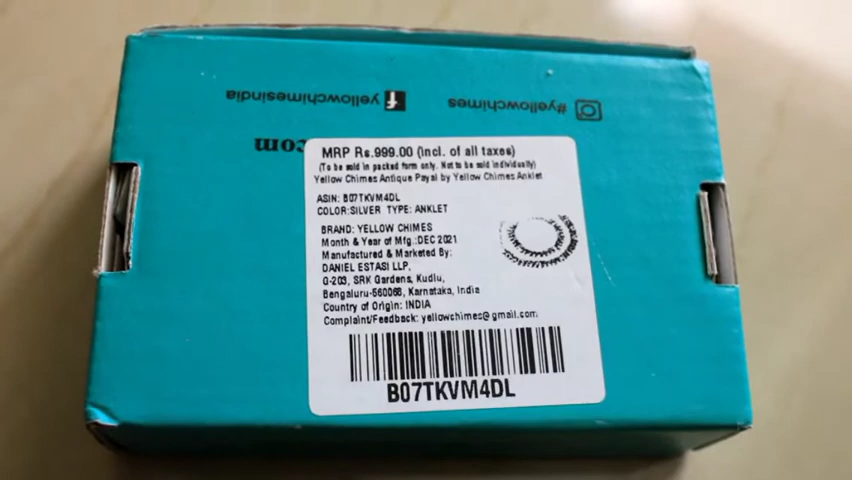 #yellowchimes
yellowchimesindia
.com
MRP Rs.999.00 (Incl. of all taxes)
(To be sold in packed form only. Not to be sold individually)
Yellow Chimes Antique Payal by Yellow Chimes Anklet
ASIN: B07TKVM4DL
COLOR:SILVER TYPE: ANKLET
BRAND: YELLOW CHIMES
Month & Year of Mfg.:DEC 2021
Manufactured & Marketed By:
DANIEL ESTASI LLP,
G-203, SRK Gardens, Kudlu,
Bengaluru-560068, Karnataka, India
Country of Origin: INDIA
Complaint/Feedback: yellowchimes@gmail.com
B07TKVM4DL